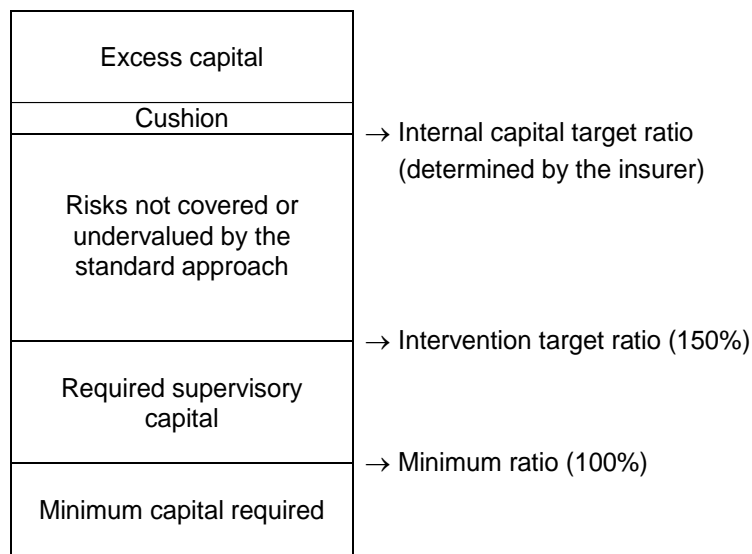 Excess capital
Cushion
→ Internal capital target ratio
(determined by the insurer)
Risks not covered or
undervalued by the
standard approach
→ Intervention target ratio (150%)
Required supervisory
capital
→ Minimum ratio (100%)
Minimum capital required